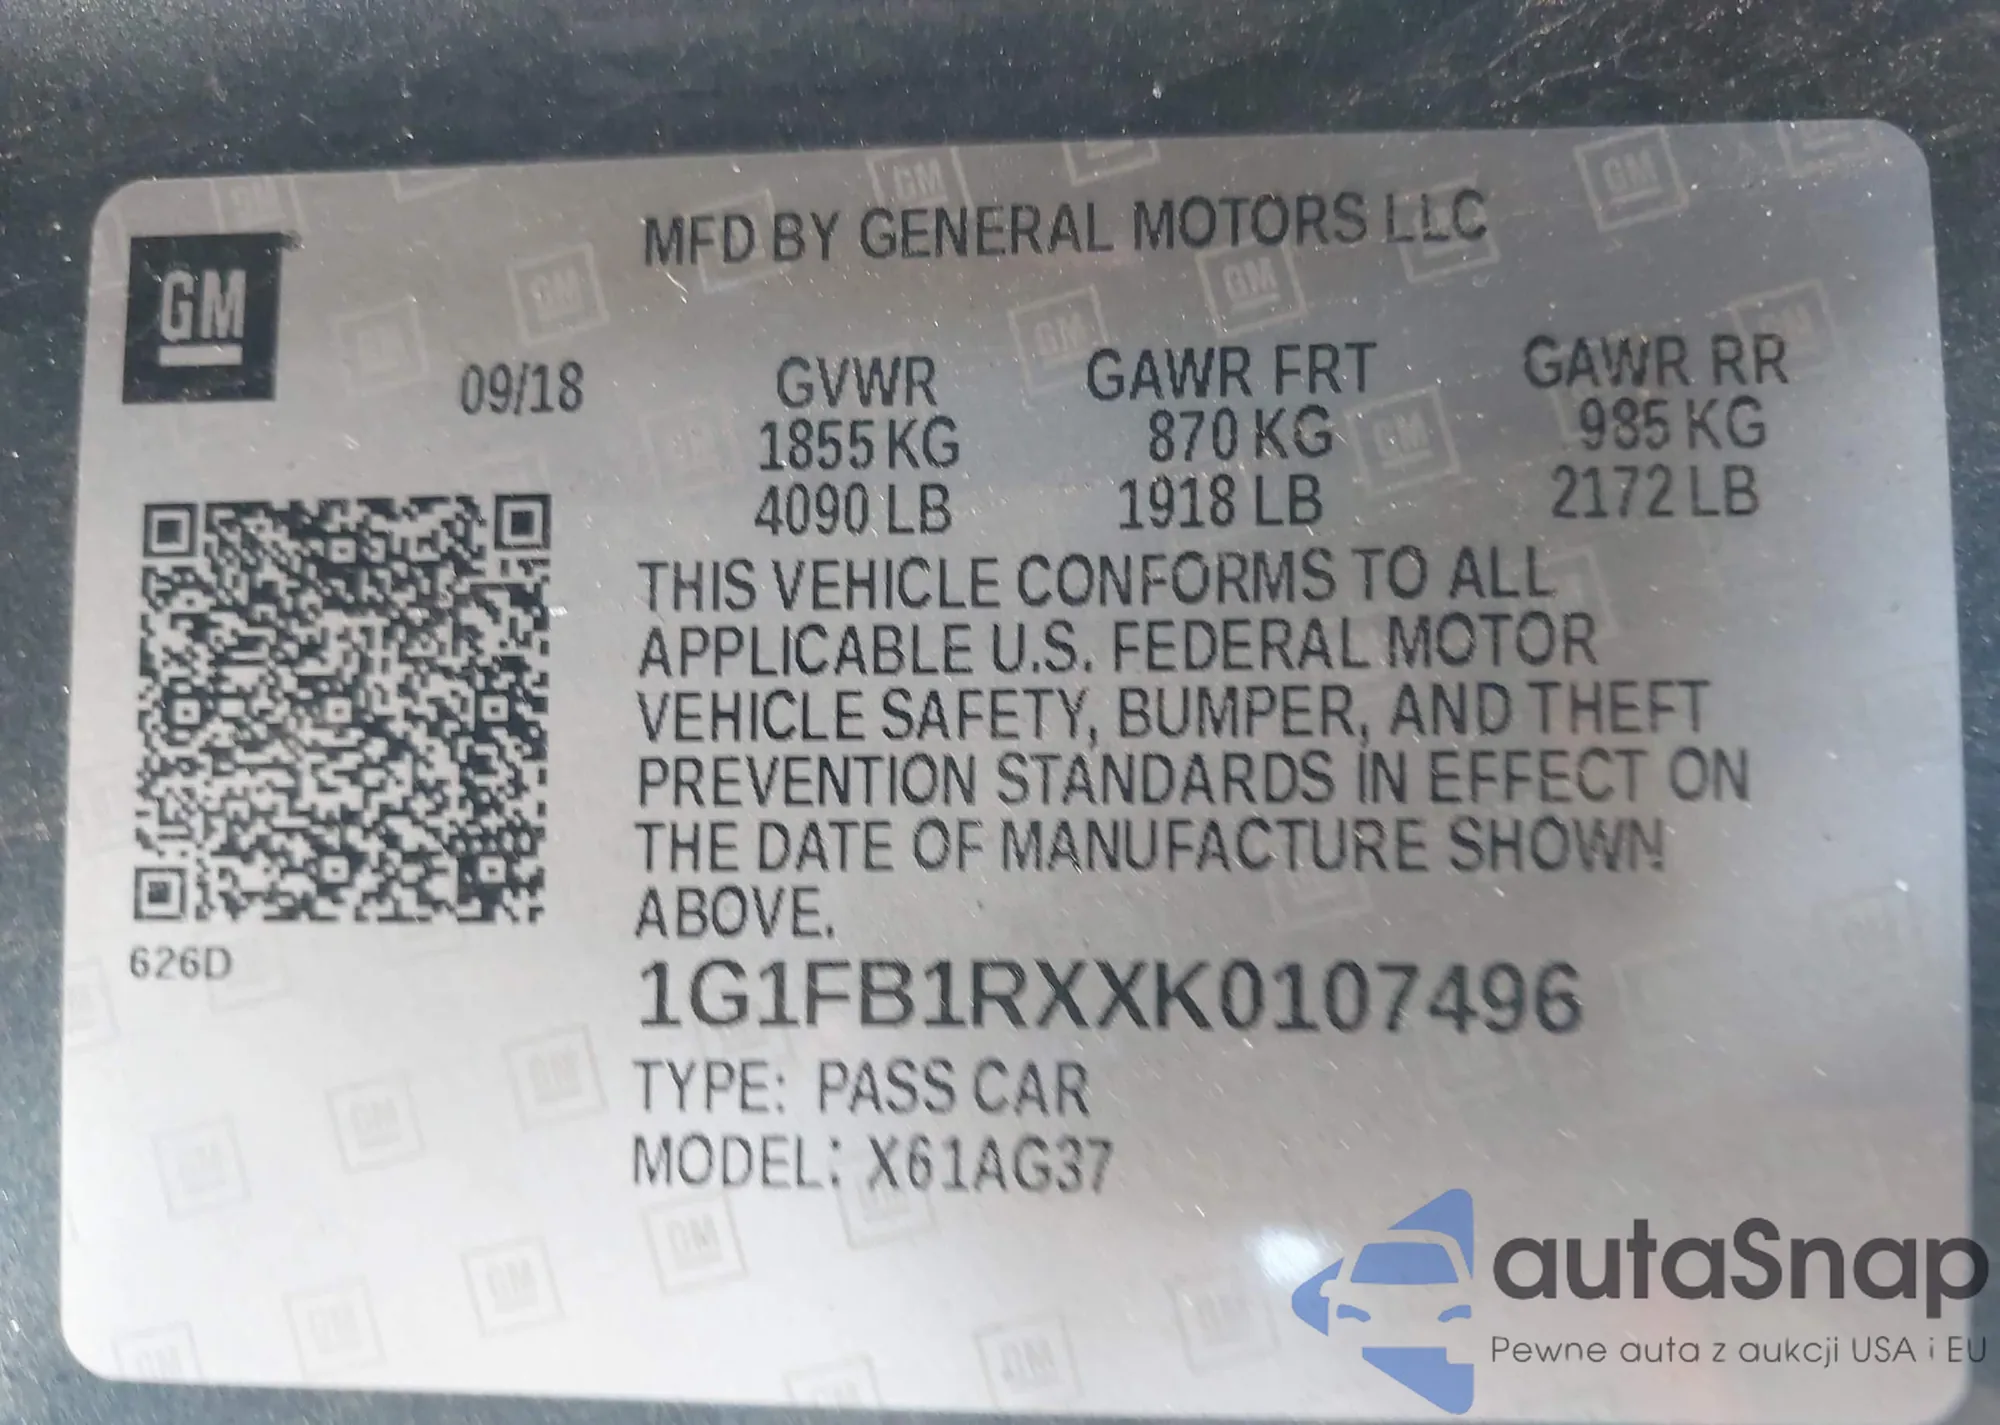 MFD BY GENERAL MOTORS LLC
GM
09/18
GVWR GAWR FRT GAWR RR
1855 KG 870 KG 985 KG
4090 LB 1918 LB 2172 LB
THIS VEHICLE CONFORMS TO ALL
APPLICABLE U.S. FEDERAL MOTOR
VEHICLE SAFETY, BUMPER, AND THEFT
PREVENTION STANDARDS IN EFFECT ON
THE DATE OF MANUFACTURE SHOWN
ABOVE.
626D
1G1FB1RXXK0107496
TYPE: PASS CAR
MODEL: X61AG37
autaSnap
Pewne auta z aukcji USA i EU